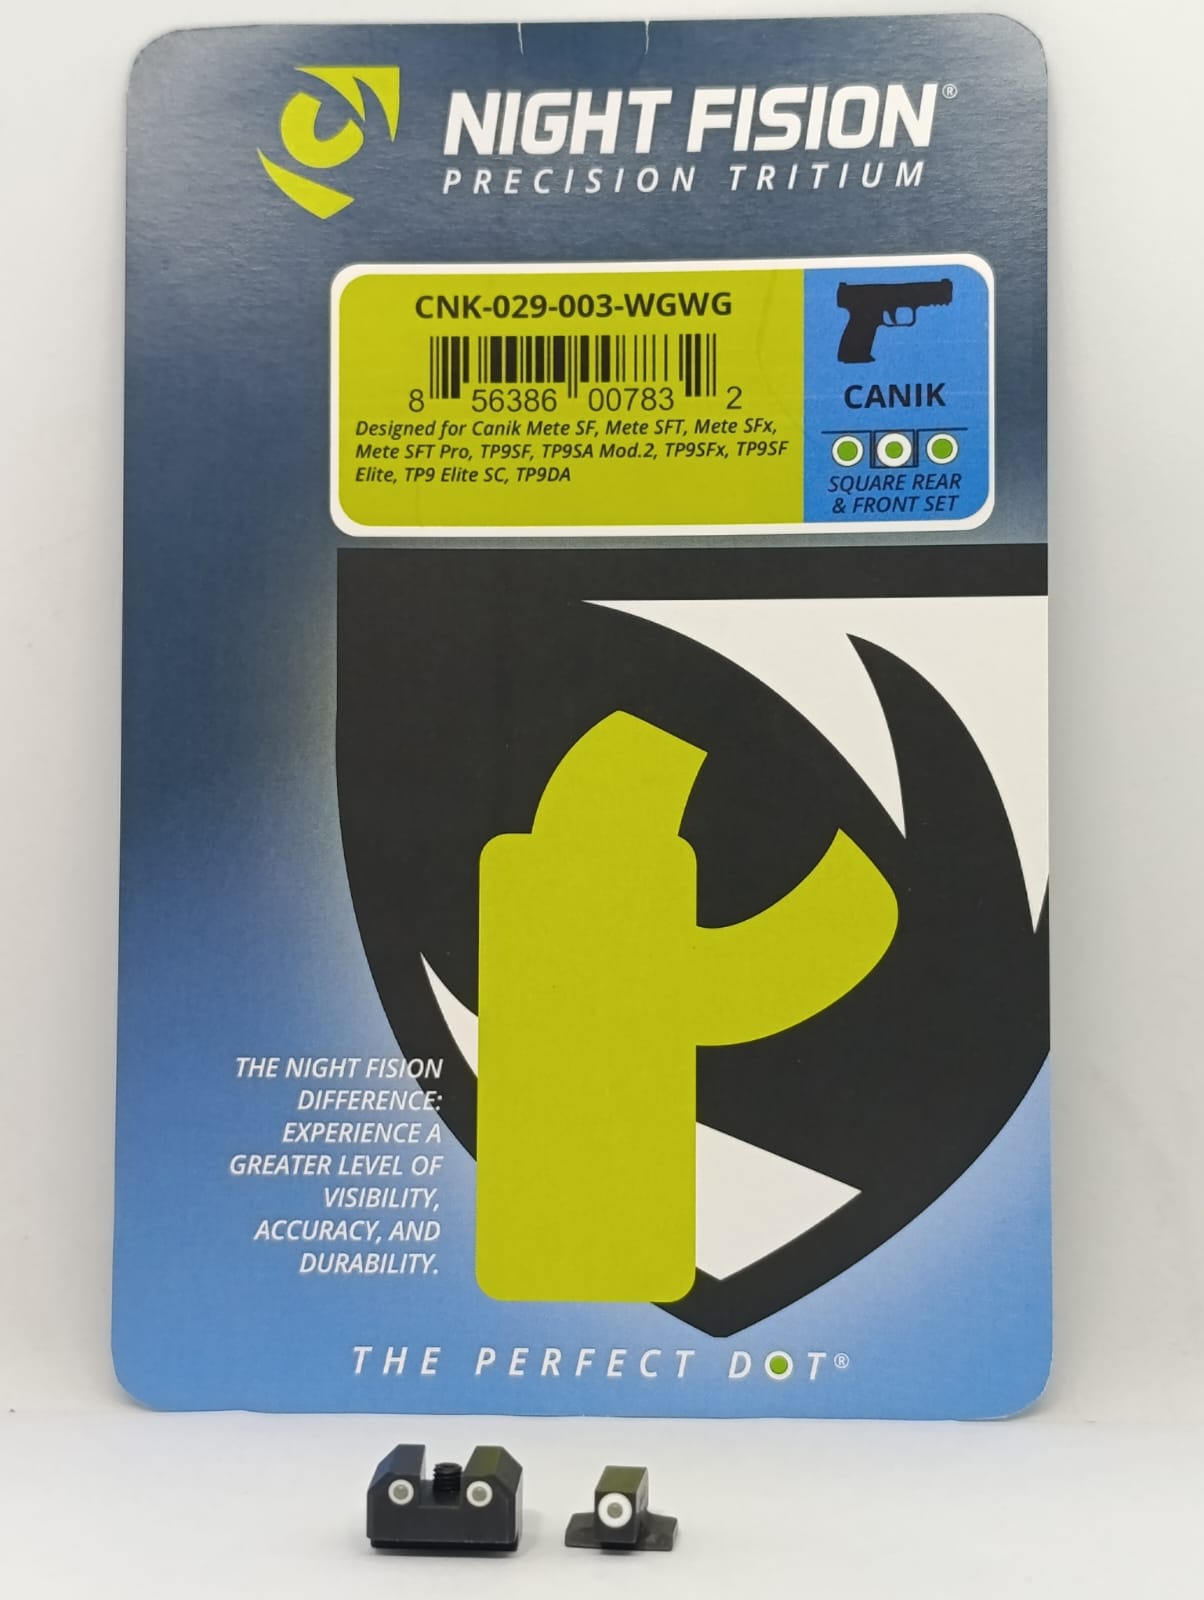 NIGHT FISION®
PRECISION TRITIUM
CNK-029-003-WGWG
8 56386 00783 2
Designed for Canik Mete SF, Mete SFT, Mete SFx,
Mete SFT Pro, TP9SF, TP9SA Mod.2, TP9SFx, TP9SF
Elite, TP9 Elite SC, TP9DA
CANIK
SQUARE REAR
& FRONT SET
THE NIGHT FISION
DIFFERENCE:
EXPERIENCE A
GREATER LEVEL OF
VISIBILITY,
ACCURACY, AND
DURABILITY.
THE PERFECT DOT®